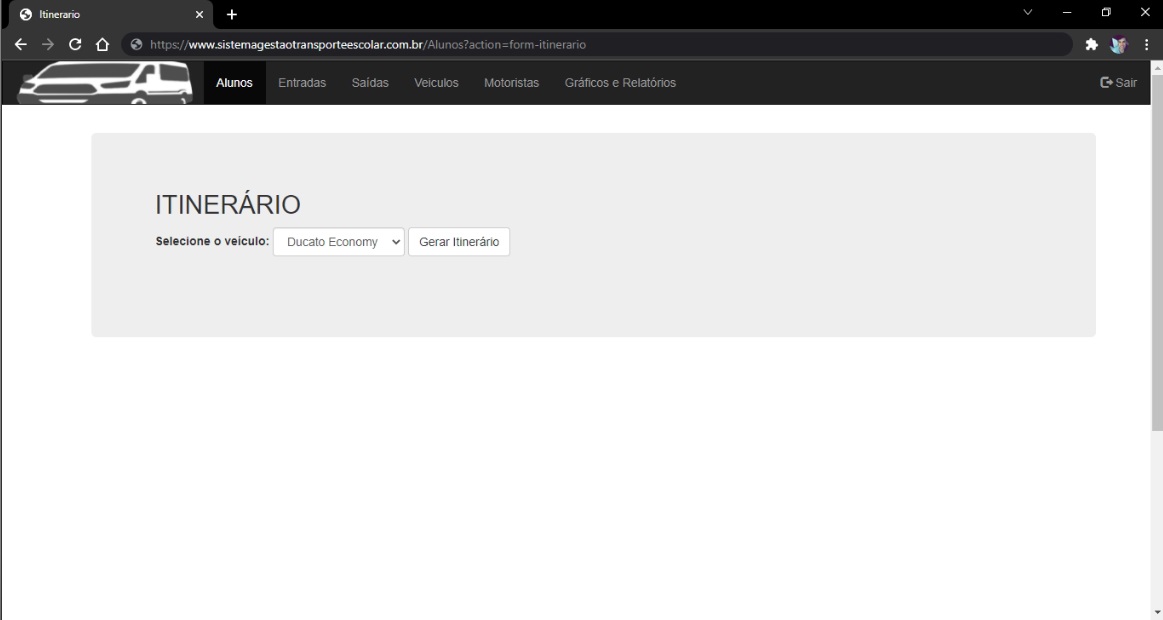 Itinerario
https://www.sistemagestaotransporteescolar.com.br/Alunos?action=form-itinerario
Alunos Entradas Saídas Veiculos Motoristas Gráficos e Relatórios Sair
ITINERÁRIO
Selecione o veículo: Ducato Economy Gerar Itinerário